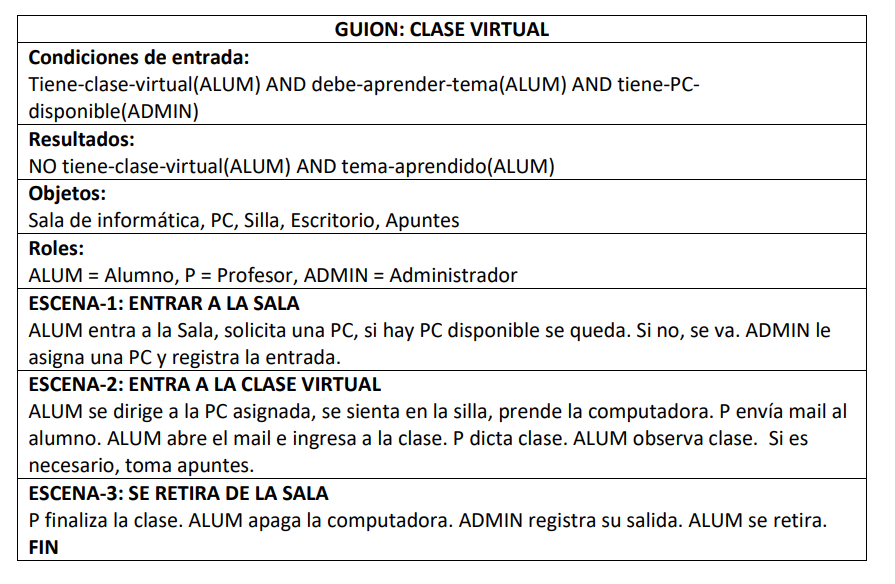 GUION: CLASE VIRTUAL
Condiciones de entrada:
Tiene-clase-virtual(ALUM) AND debe-aprender-tema(ALUM) AND tiene-PC-
disponible(ADMIN)
Resultados:
NO tiene-clase-virtual(ALUM) AND tema-aprendido(ALUM)
Objetos:
Sala de informática, PC, Silla, Escritorio, Apuntes
Roles:
ALUM = Alumno, P = Profesor, ADMIN = Administrador
ESCENA-1: ENTRAR A LA SALA
ALUM entra a la Sala, solicita una PC, si hay PC disponible se queda. Si no, se va. ADMIN le
asigna una PC y registra la entrada.
ESCENA-2: ENTRA A LA CLASE VIRTUAL
ALUM se dirige a la PC asignada, se sienta en la silla, prende la computadora. P envía mail al
alumno. ALUM abre el mail e ingresa a la clase. P dicta clase. ALUM observa clase.  Si es
necesario, toma apuntes.
ESCENA-3: SE RETIRA DE LA SALA
P finaliza la clase. ALUM apaga la computadora. ADMIN registra su salida. ALUM se retira.
FIN